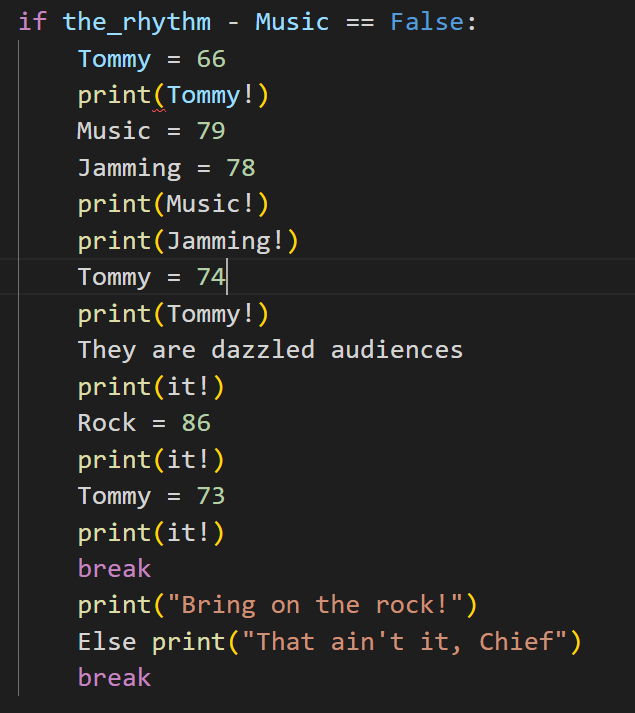 if the_rhythm - Music == False:
Tommy = 66
print(Tommy!)
Music = 79
Jamming = 78
print(Music!)
print(Jamming!)
Tommy = 74
print(Tommy!)
They are dazzled audiences
print(it!)
Rock = 86
print(it!)
Tommy = 73
print(it!)
break
print("Bring on the rock!")
Else print("That ain't it, Chief")
break